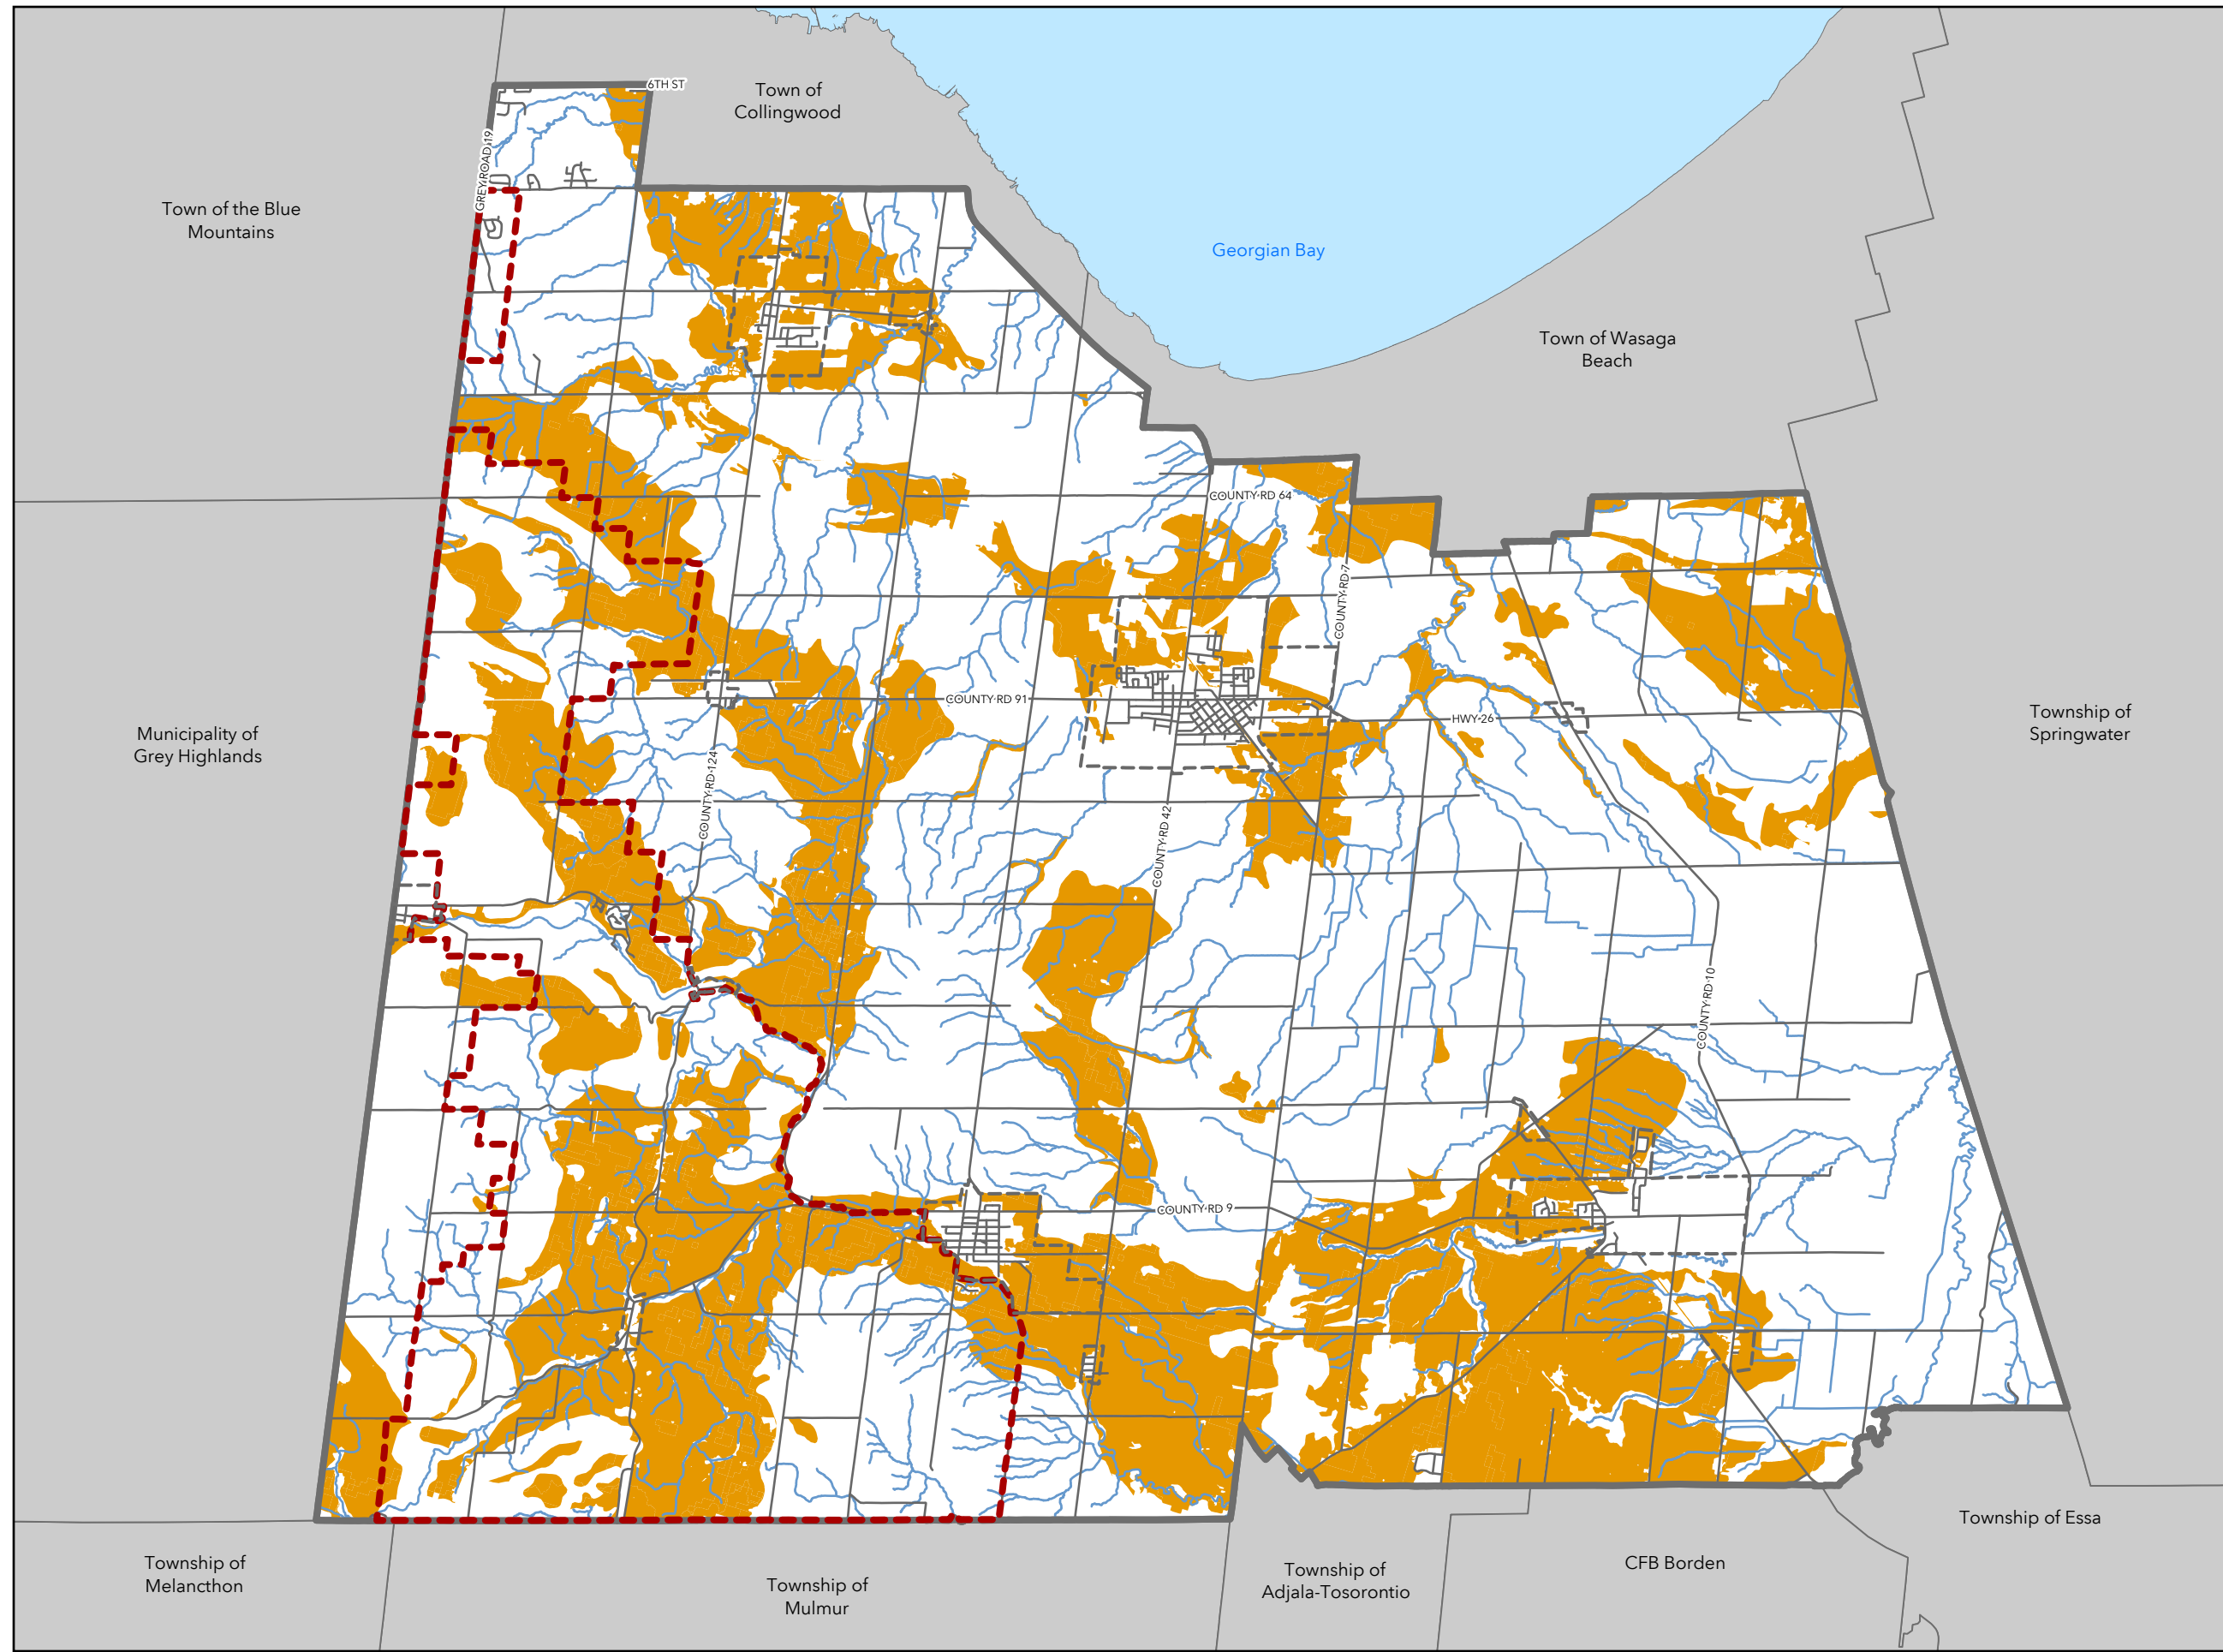 6TH ST
Town of
Collingwood
GREY ROAD 19
Town of the Blue
Mountains
Georgian Bay
Town of Wasaga
Beach
COUNTY RD 64
COUNTY RD 7
COUNTY RD 91
HWY 26
Township of
Springwater
Municipality of
Grey Highlands
COUNTY RD 124
COUNTY RD 42
COUNTY RD 10
COUNTY RD 9
Township of Essa
Township of
Melancthon
Township of
Mulmur
Township of
Adjala-Tosorontio
CFB Borden